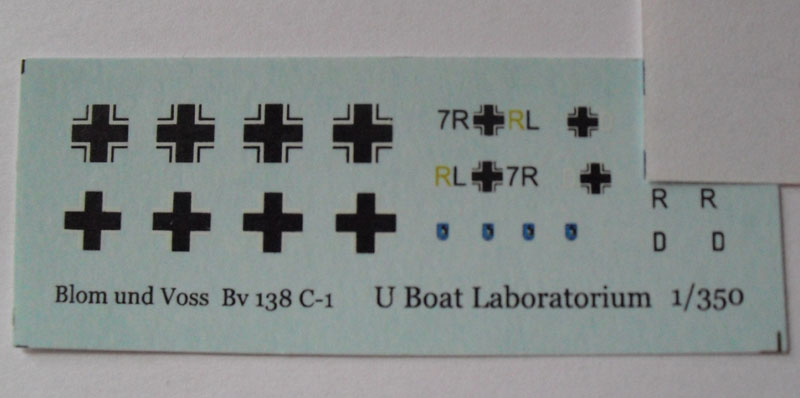 7R RL
RL 7R
R R
D D
Blom und Voss Bv 138 C-1 U Boat Laboratorium 1/350